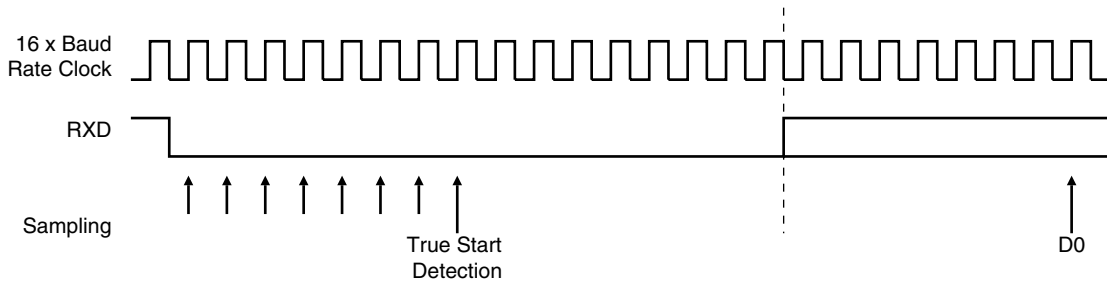 16 x Baud
Rate Clock
RXD
Sampling
True Start
Detection
D0